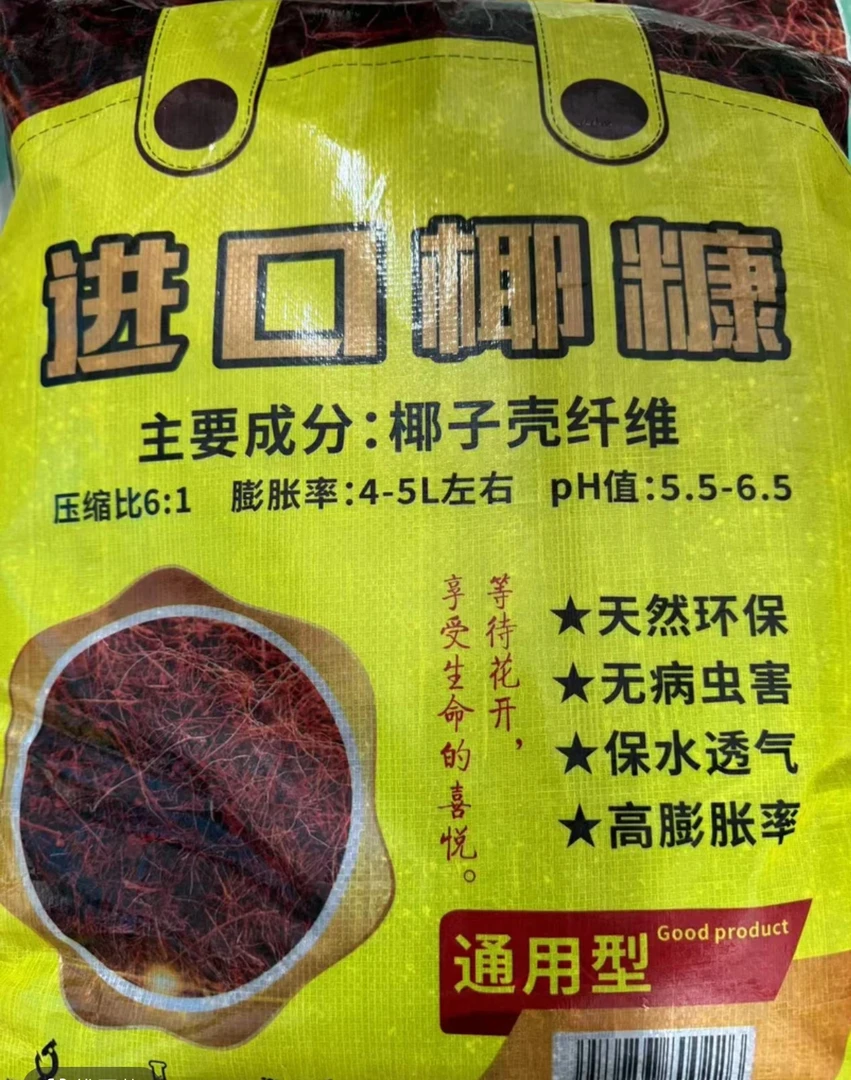 进口椰糠
主要成分：椰子壳纤维
压缩比6:1 膨胀率：4-5L左右 pH值：5.5-6.5
等待花开，
享受生命的喜悦。
★天然环保
★无病虫害
★保水透气
★高膨胀率
通用型 Good product